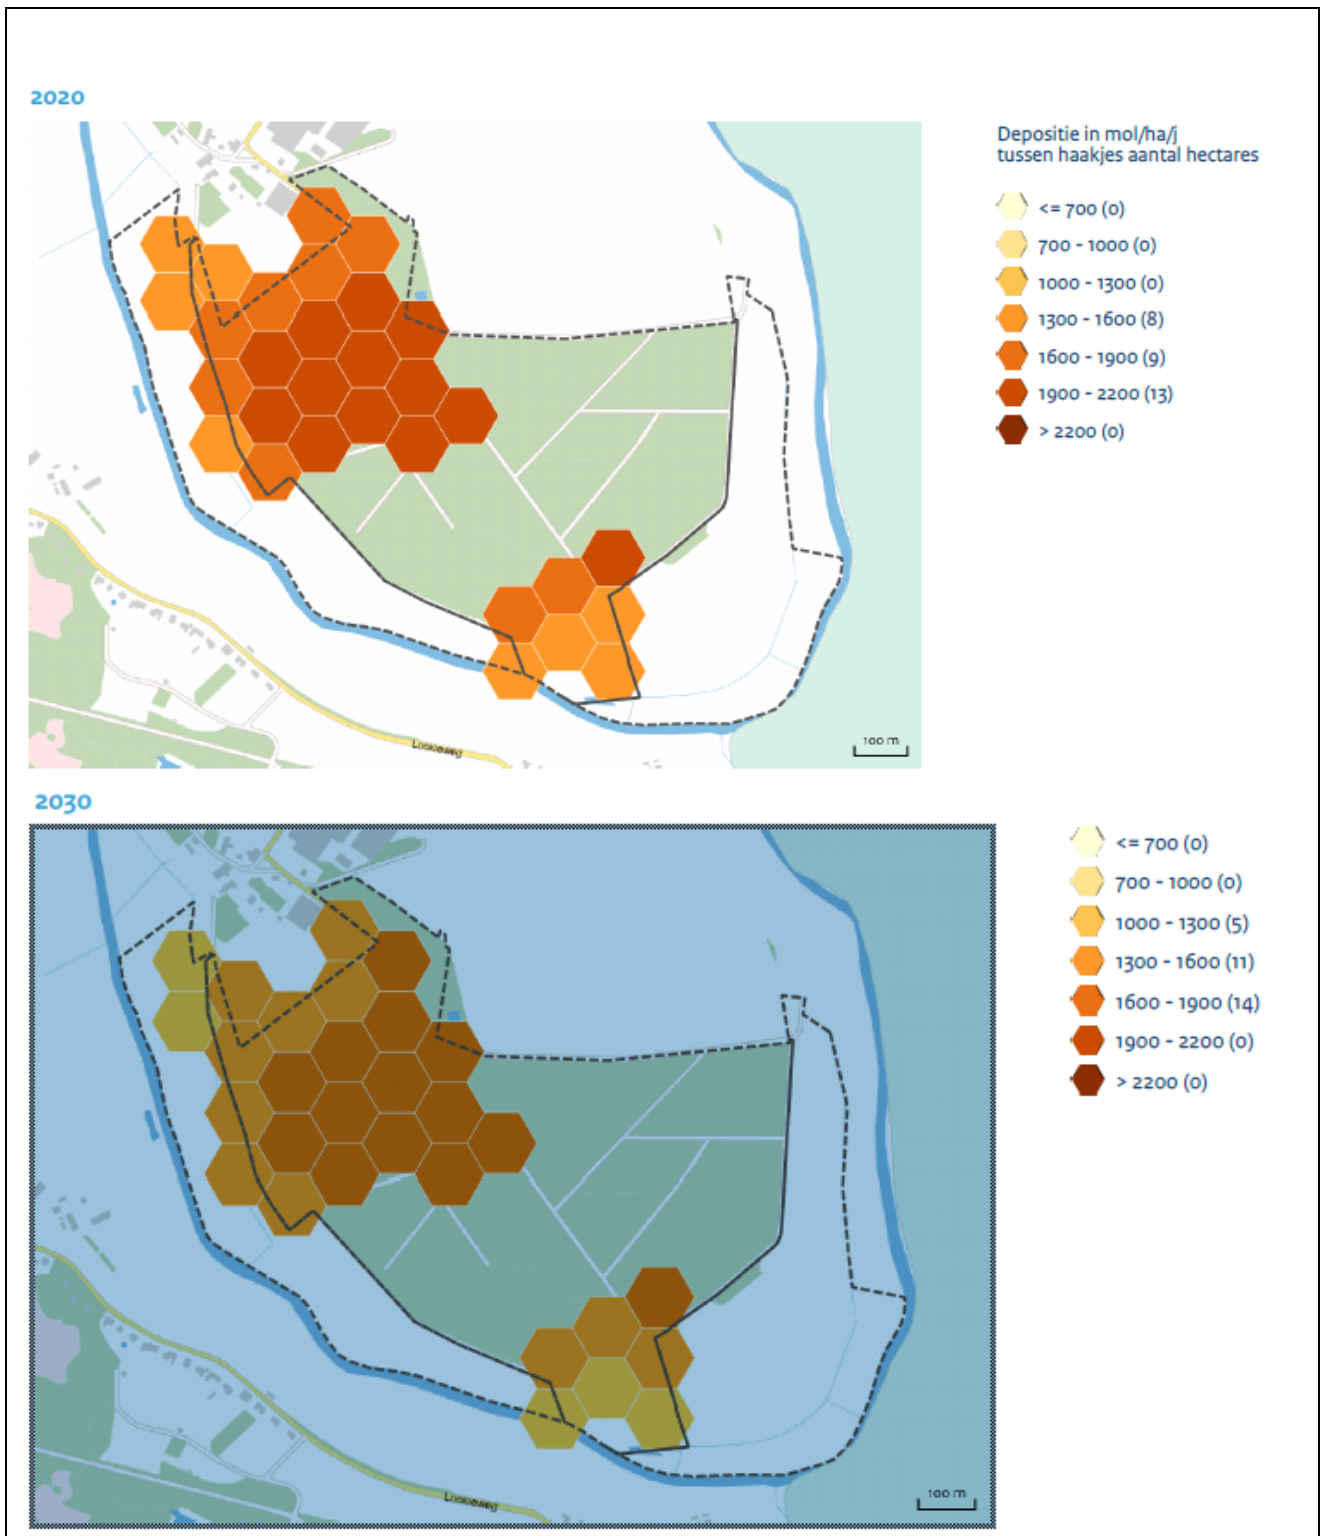 2020
Depositie in mol/ha/j
tussen haakjes aantal hectares
<= 700 (0)
700 - 1000 (0)
1000 - 1300 (0)
1300 - 1600 (8)
1600 - 1900 (9)
1900 - 2200 (13)
> 2200 (0)
Looieweg
100 m
2030
<= 700 (0)
700 - 1000 (0)
1000 - 1300 (5)
1300 - 1600 (11)
1600 - 1900 (14)
1900 - 2200 (0)
> 2200 (0)
Looieweg
100 m